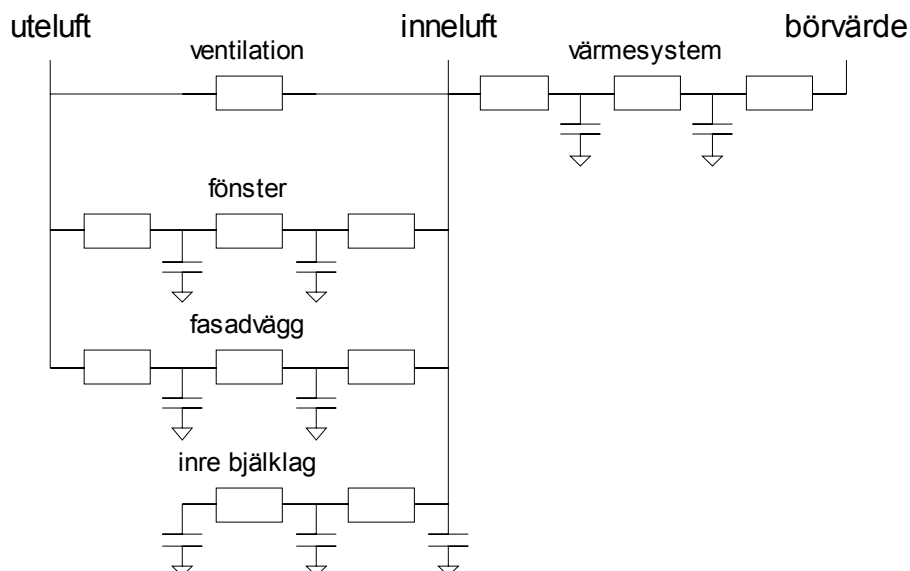 uteluft
inneluft
börvärde
ventilation
värmesystem
fönster
fasadvägg
inre bjälklag